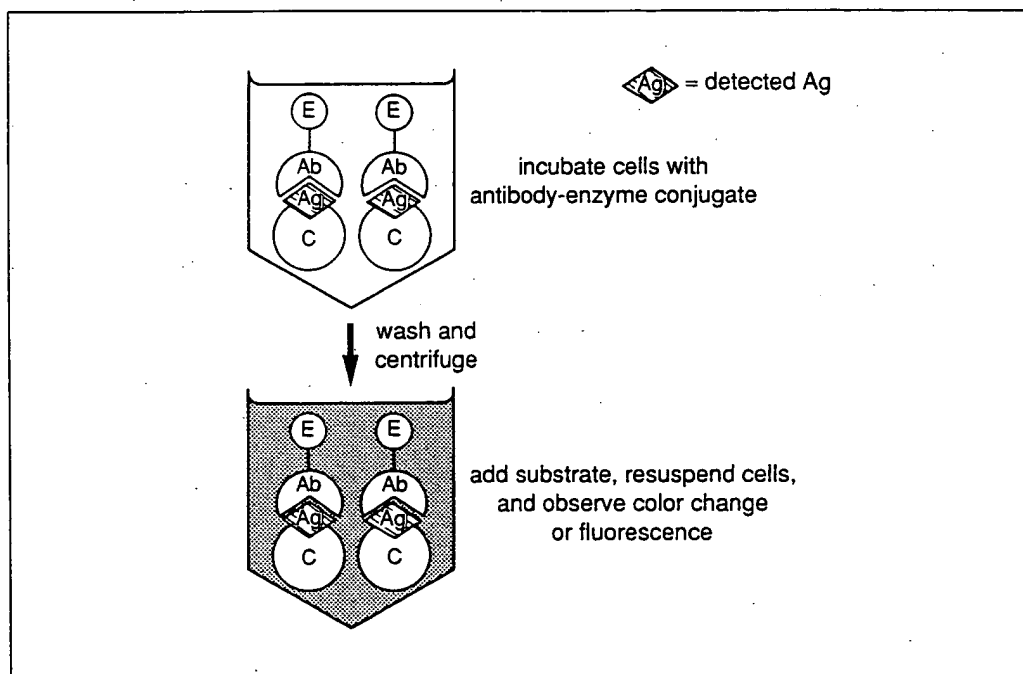 Ag = detected Ag
E E
Ab Ab
Ag Ag
C C
incubate cells with
antibody-enzyme conjugate
wash and
centrifuge
E E
Ab Ab
Ag Ag
C C
add substrate, resuspend cells,
and observe color change
or fluorescence